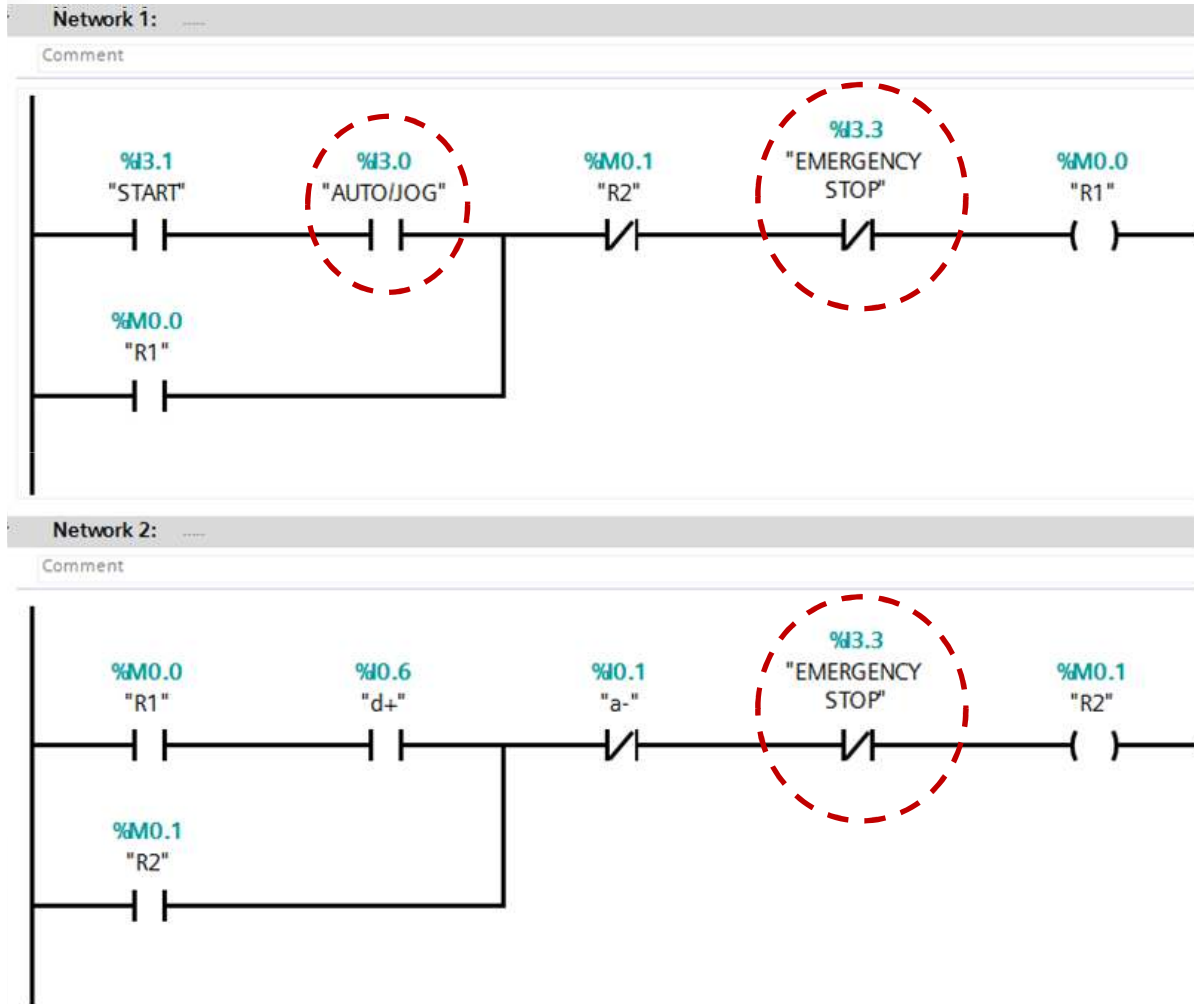 Network 1: .....
Comment
%I3.1 %I3.0 %M0.1 %I3.3 %M0.0
"START" "AUTO/JOG" "R2" "EMERGENCY STOP" "R1"
%M0.0
"R1"
Network 2: .....
Comment
%M0.0 %I0.6 %I0.1 %I3.3 %M0.1
"R1" "d+" "a-" "EMERGENCY STOP" "R2"
%M0.1
"R2"